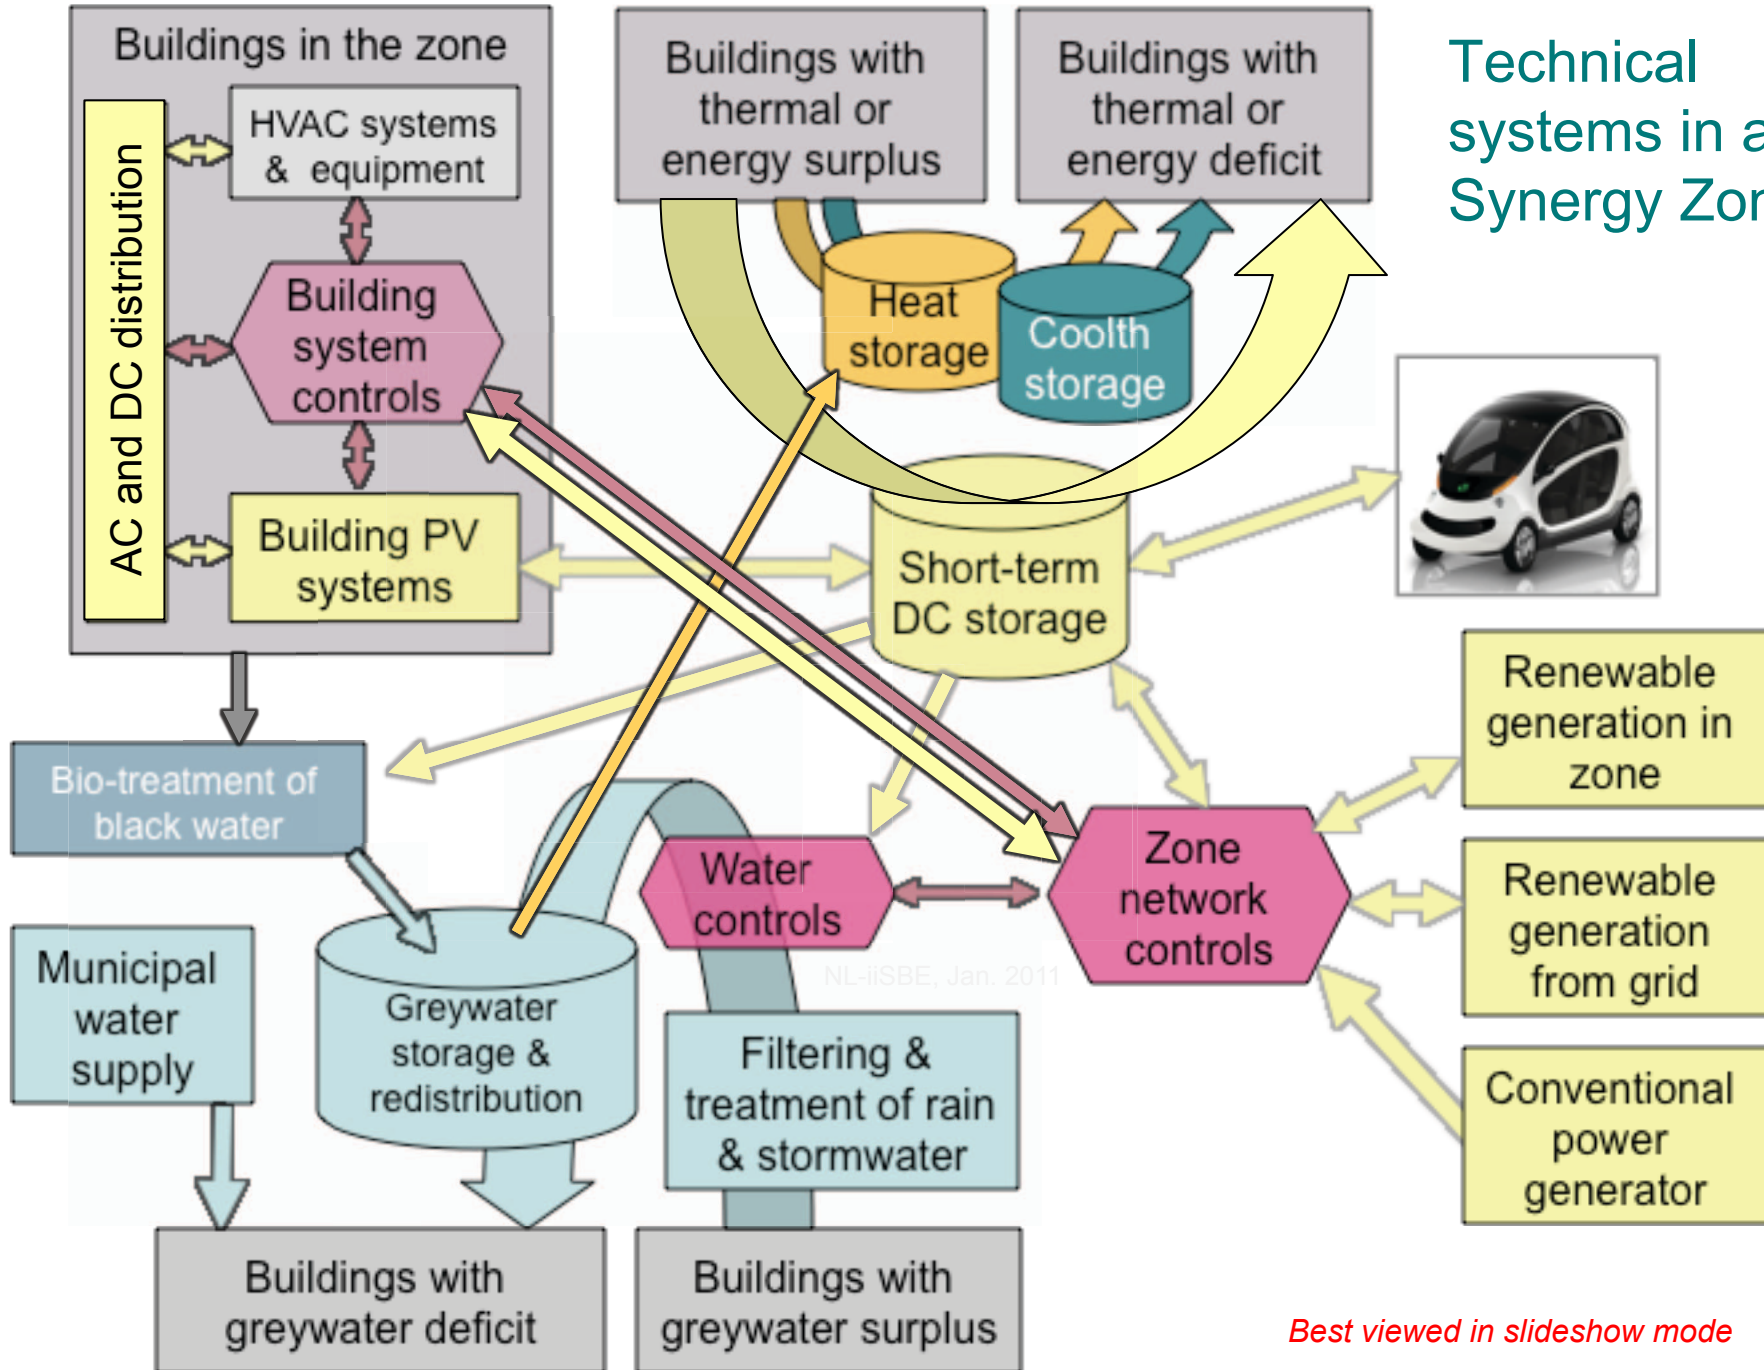 Buildings in the zone
HVAC systems
& equipment
AC and DC distribution
Building
system
controls
Building PV
systems
Buildings with
thermal or
energy surplus
Buildings with
thermal or
energy deficit
Technical
systems in a
Synergy Zon
Heat
storage
Coolth
storage
Short-term
DC storage
Renewable
generation in
zone
Bio-treatment of
black water
Water
controls
Zone
network
controls
Renewable
generation
from grid
Municipal
water
supply
NL-iiSBE, Jan. 2011
Greywater
storage &
redistribution
Filtering &
treatment of rain
& stormwater
Conventional
power
generator
Buildings with
greywater deficit
Buildings with
greywater surplus
Best viewed in slideshow mode